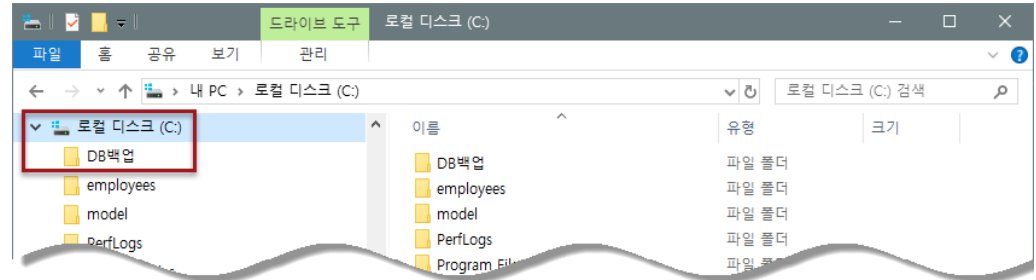 드라이브 도구 로컬 디스크 (C:)
파일 홈 공유 보기 관리
내 PC › 로컬 디스크 (C:) 로컬 디스크 (C:) 검색
로컬 디스크 (C:)
DB백업
employees
model
PerfLogs
이름 유형 크기
DB백업 파일 폴더
employees 파일 폴더
model 파일 폴더
PerfLogs 파일 폴더
Program 파일